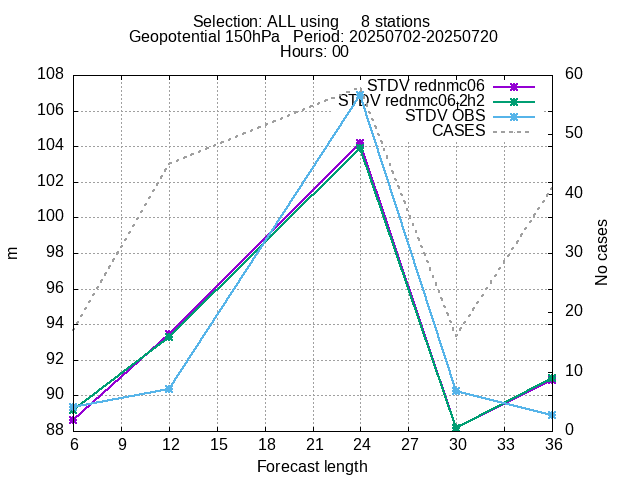 Selection: ALL using     8 stations
Geopotential 150hPa   Period: 20250702-20250720
Hours: 00
STDV rednmc06
STDV rednmc06.2h2
STDV OBS
CASES
108
106
104
102
100
98
96
94
92
90
88
60
50
40
30
20
10
0
m
No cases
6 9 12 15 18 21 24 27 30 33 36
Forecast length